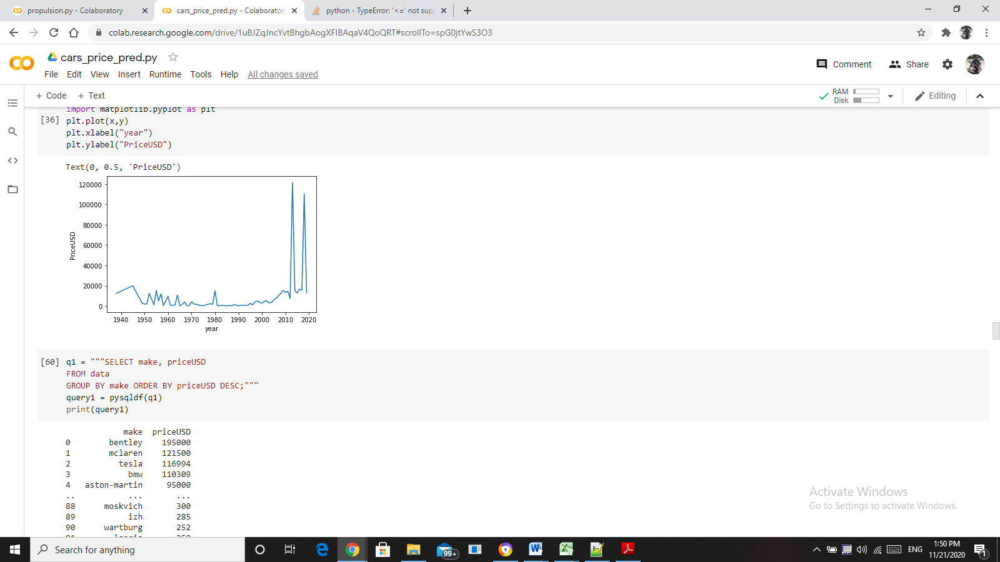 propulsion.py - Colaboratory
cars_price_pred.py - Colaboratory
python - TypeError: '<=' not supp
colab.research.google.com/drive/1uBJZqJncYvtBhgbAogXFIBAqaV4QoQRT#scrollTo=spG0jtYwS3O3
cars_price_pred.py
File Edit View Insert Runtime Tools Help All changes saved
Comment Share
+ Code + Text
RAM
Disk
Editing
import matplotlib.pyplot as plt
[36] plt.plot(x,y)
plt.xlabel("year")
plt.ylabel("PriceUSD")
Text(0, 0.5, 'PriceUSD')
120000
100000
80000
60000
40000
20000
0
PriceUSD
1940 1950 1960 1970 1980 1990 2000 2010 2020
year
[60] q1 = """SELECT make, priceUSD
FROM data
GROUP BY make ORDER BY priceUSD DESC;"""
query1 = pysqldf(q1)
print(query1)
make priceUSD
0 bentley 195000
1 mclaren 121500
2 tesla 116994
3 bmw 110309
4 aston-martin 95000
.. ... ...
88 moskvich 300
89 izh 285
90 wartburg 252
Activate Windows
Go to Settings to activate Windows.
Search for anything
99+
ENG
1:50 PM
11/21/2020
1